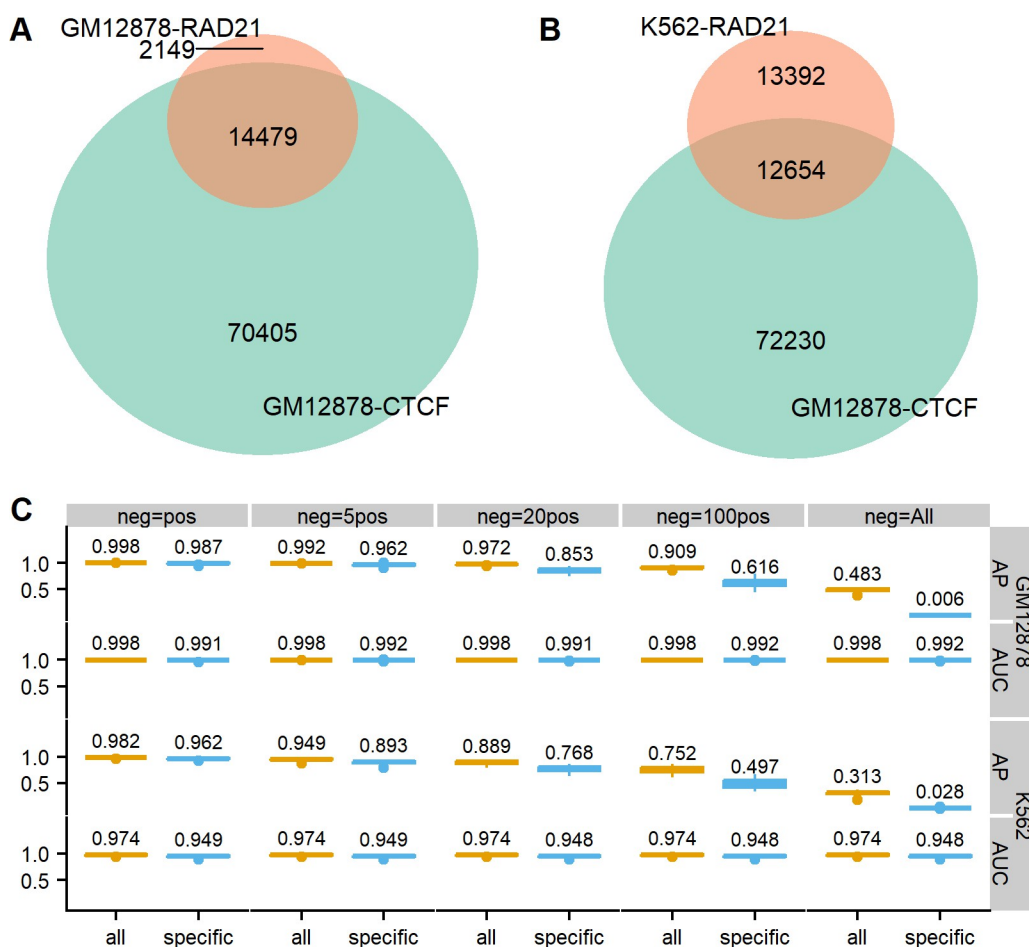 A
GM12878-RAD21
2149
14479
70405
GM12878-CTCF
B
K562-RAD21
13392
12654
72230
GM12878-CTCF
C
neg=pos neg=5pos neg=20pos neg=100pos neg=All
0.998 0.987 0.992 0.962 0.972 0.853 0.909 0.616 0.483 0.006
1.0
0.5
AP
GM12878
0.998 0.991 0.998 0.992 0.998 0.991 0.998 0.992 0.998 0.992
1.0
0.5
AUC
0.982 0.962 0.949 0.893 0.889 0.768 0.752 0.497 0.313 0.028
1.0
0.5
AP
K562
0.974 0.949 0.974 0.949 0.974 0.948 0.974 0.948 0.974 0.948
1.0
0.5
AUC
all specific all specific all specific all specific all specific